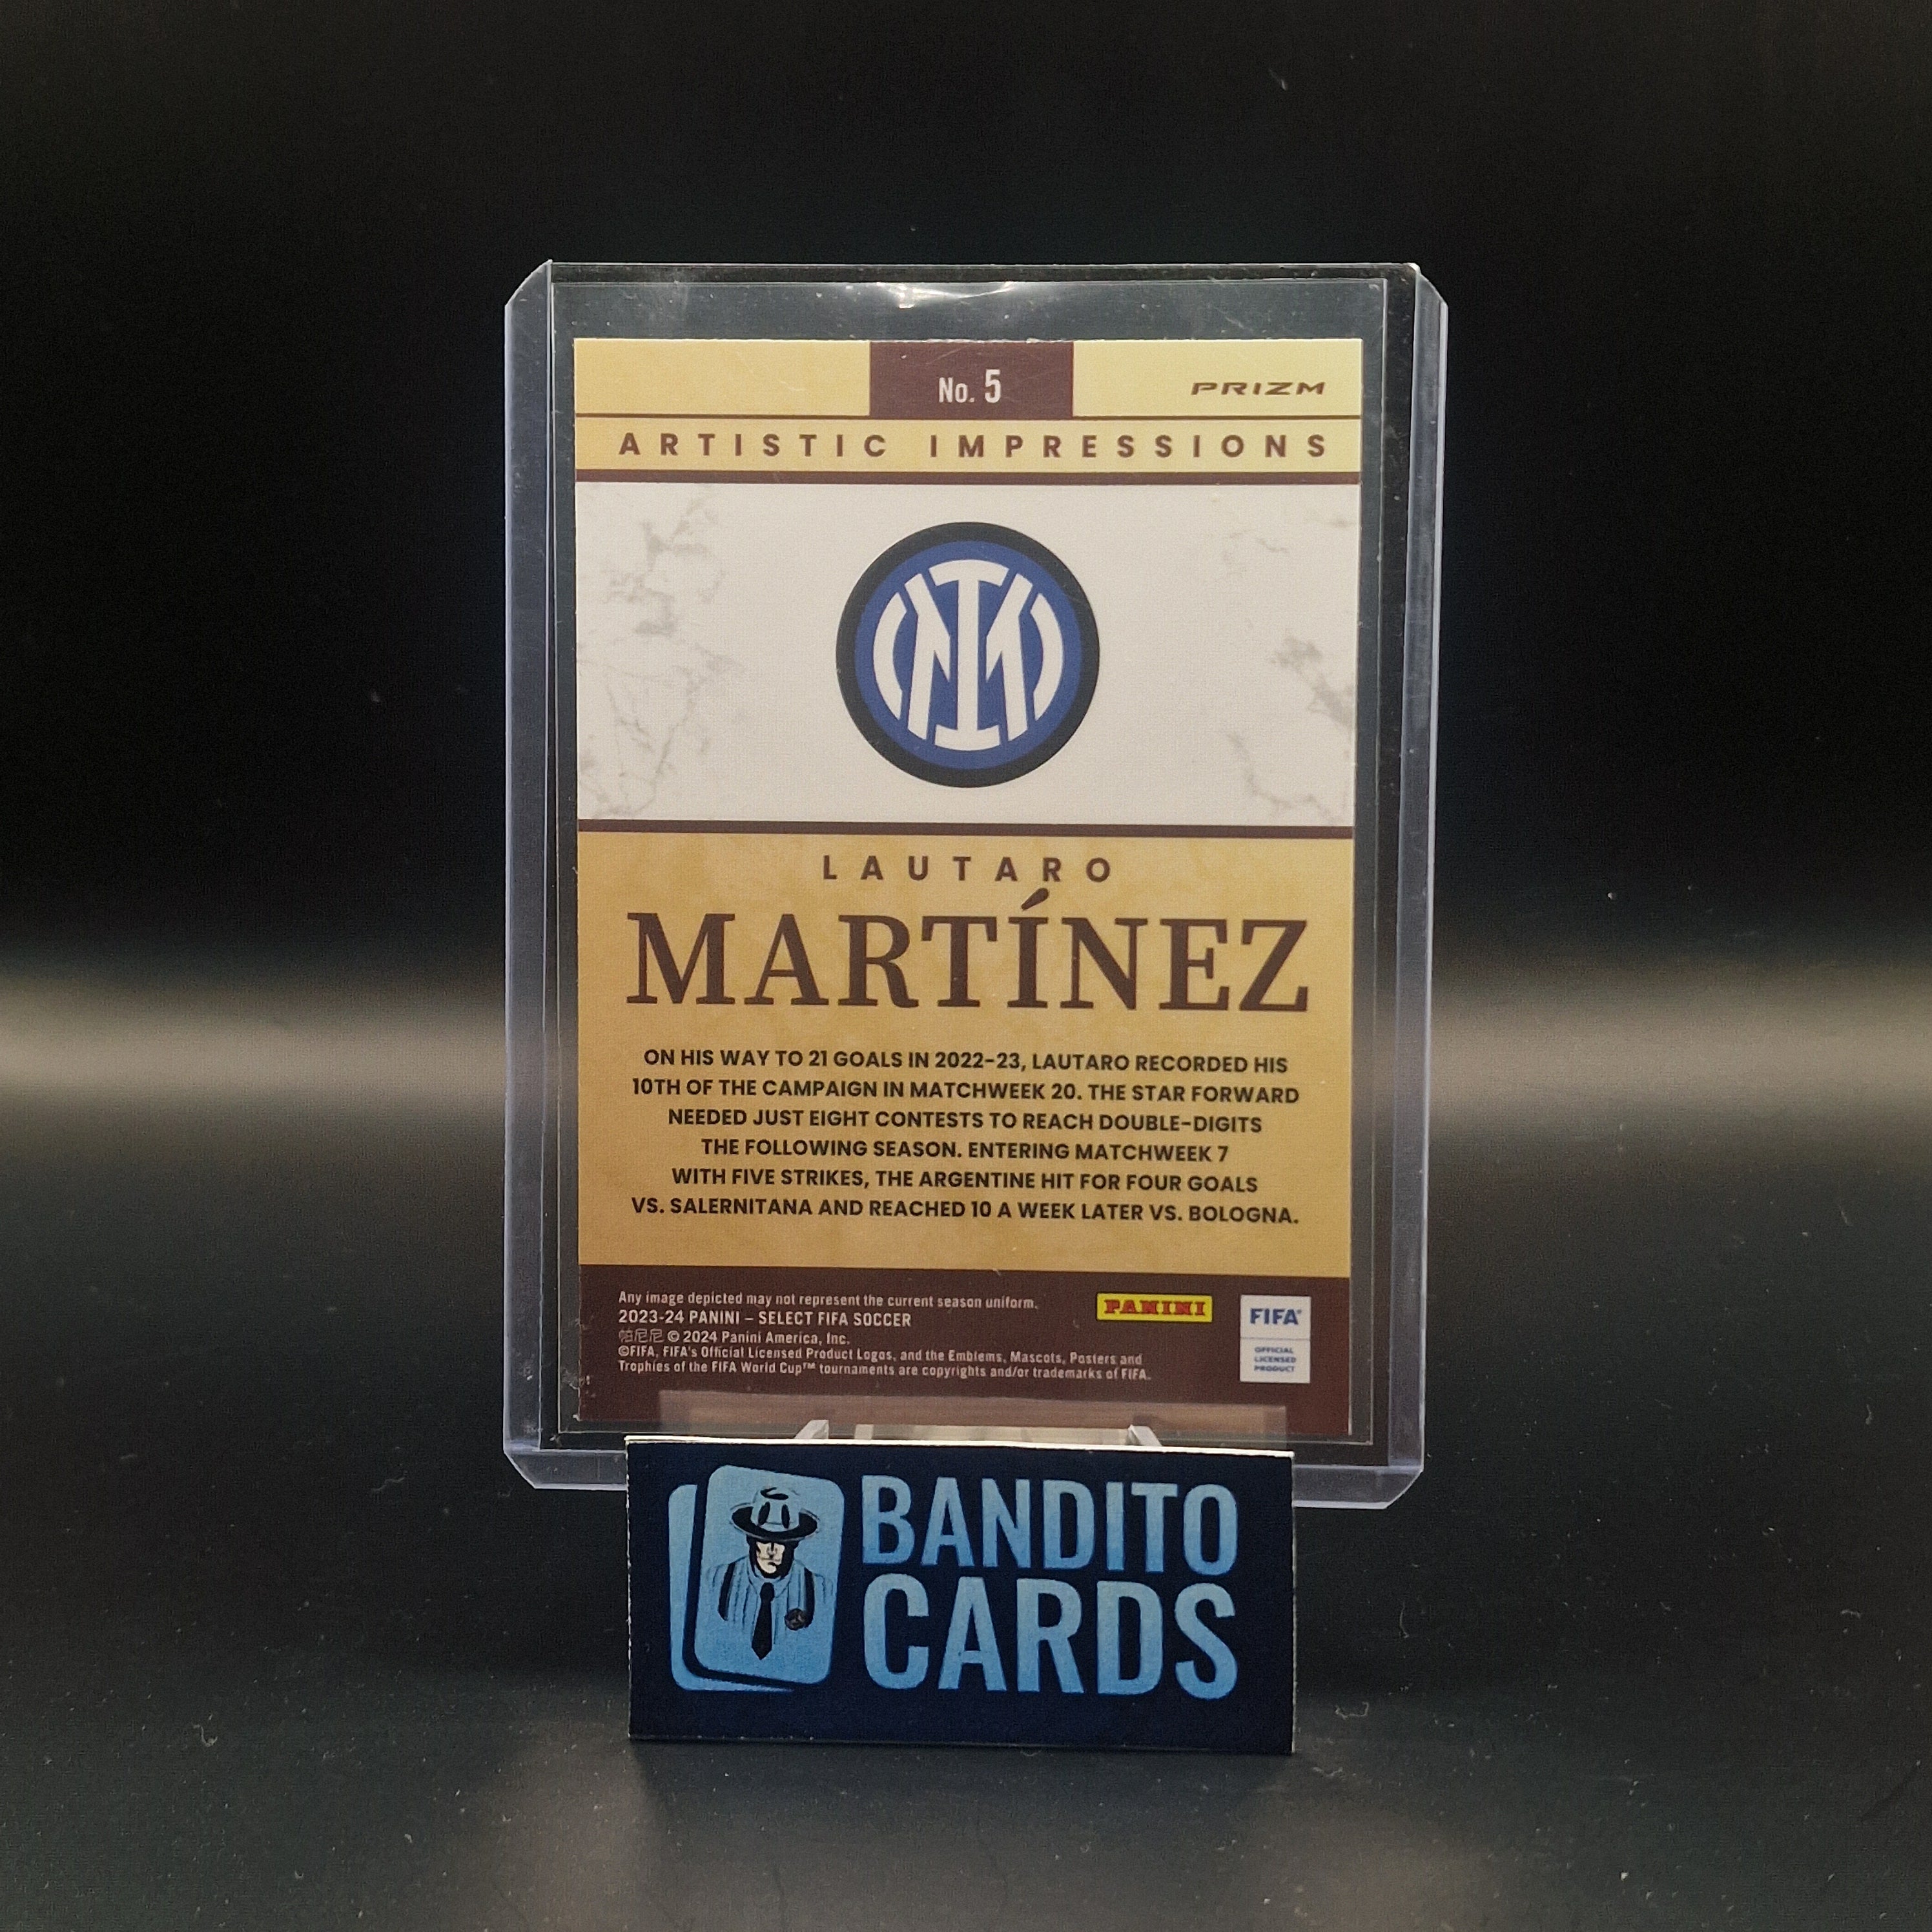 No. 5
PRIZM
ARTISTIC IMPRESSIONS
LAUTARO
MARTÍNEZ
ON HIS WAY TO 21 GOALS IN 2022-23, LAUTARO RECORDED HIS
10TH OF THE CAMPAIGN IN MATCHWEEK 20. THE STAR FORWARD
NEEDED JUST EIGHT CONTESTS TO REACH DOUBLE-DIGITS
THE FOLLOWING SEASON. ENTERING MATCHWEEK 7
WITH FIVE STRIKES, THE ARGENTINE HIT FOR FOUR GOALS
VS. SALERNITANA AND REACHED 10 A WEEK LATER VS. BOLOGNA.
Any image depicted may not represent the current season uniform.
2023-24 PANINI – SELECT FIFA SOCCER
帕尼尼 © 2024 Panini America, Inc.
©FIFA, FIFA's Official Licensed Product Logos, and the Emblems, Mascots, Posters and
Trophies of the FIFA World Cup™ tournaments are copyrights and/or trademarks of FIFA.
PANINI
FIFA
OFFICIAL
LICENSED
PRODUCT
BANDITO
CARDS